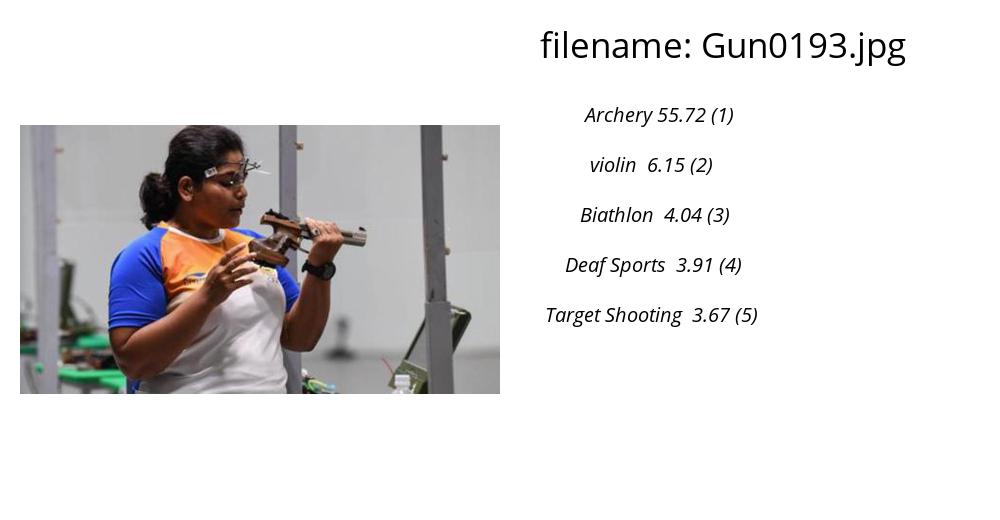 filename: Gun0193.jpg
Archery 55.72 (1)
violin 6.15 (2)
Biathlon 4.04 (3)
Deaf Sports 3.91 (4)
Target Shooting 3.67 (5)